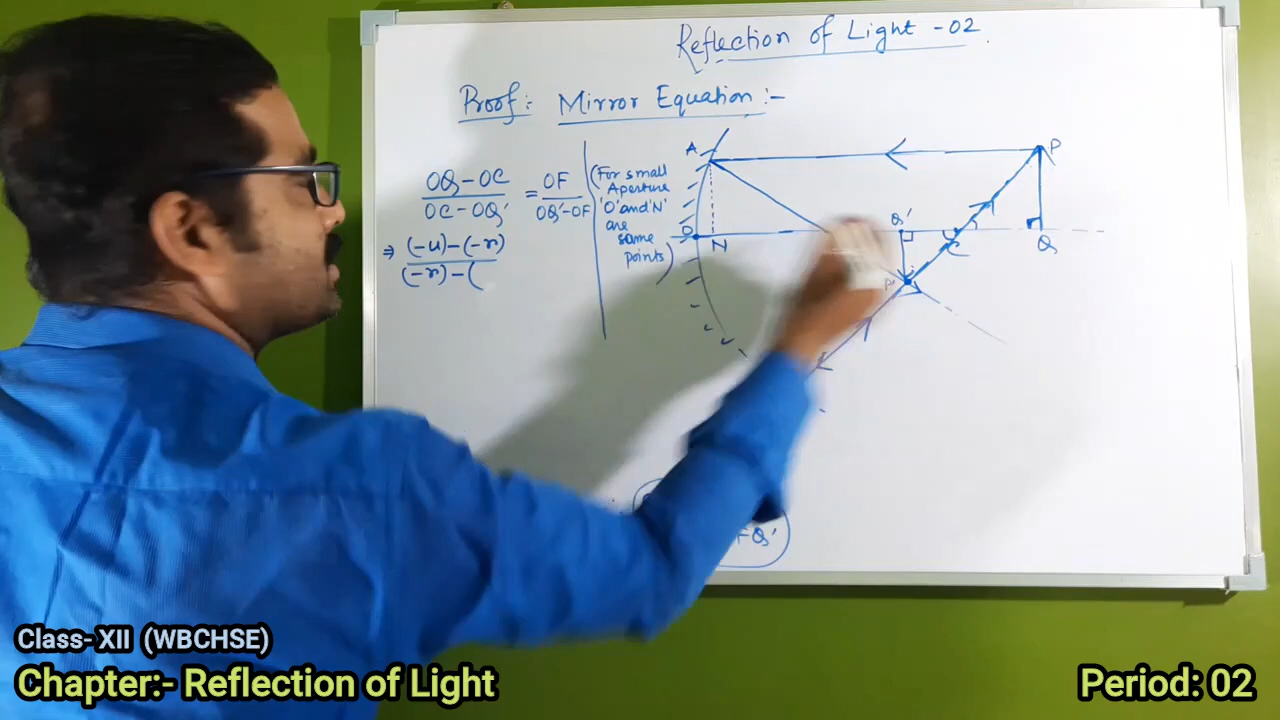 Reflection of Light - 02.
Proof:- Mirror Equation :-
OQ - OC / OC - OQ' = OF / OQ' - OF
(For small
Aperture
'O' and 'N'
are
same
points)
⇒ (-u) - (-r) / (-r) - (
A
P
O
N
Q'
C
Q
P'
FQ'
Class- XII (WBCHSE)
Chapter:- Reflection of Light
Period: 02